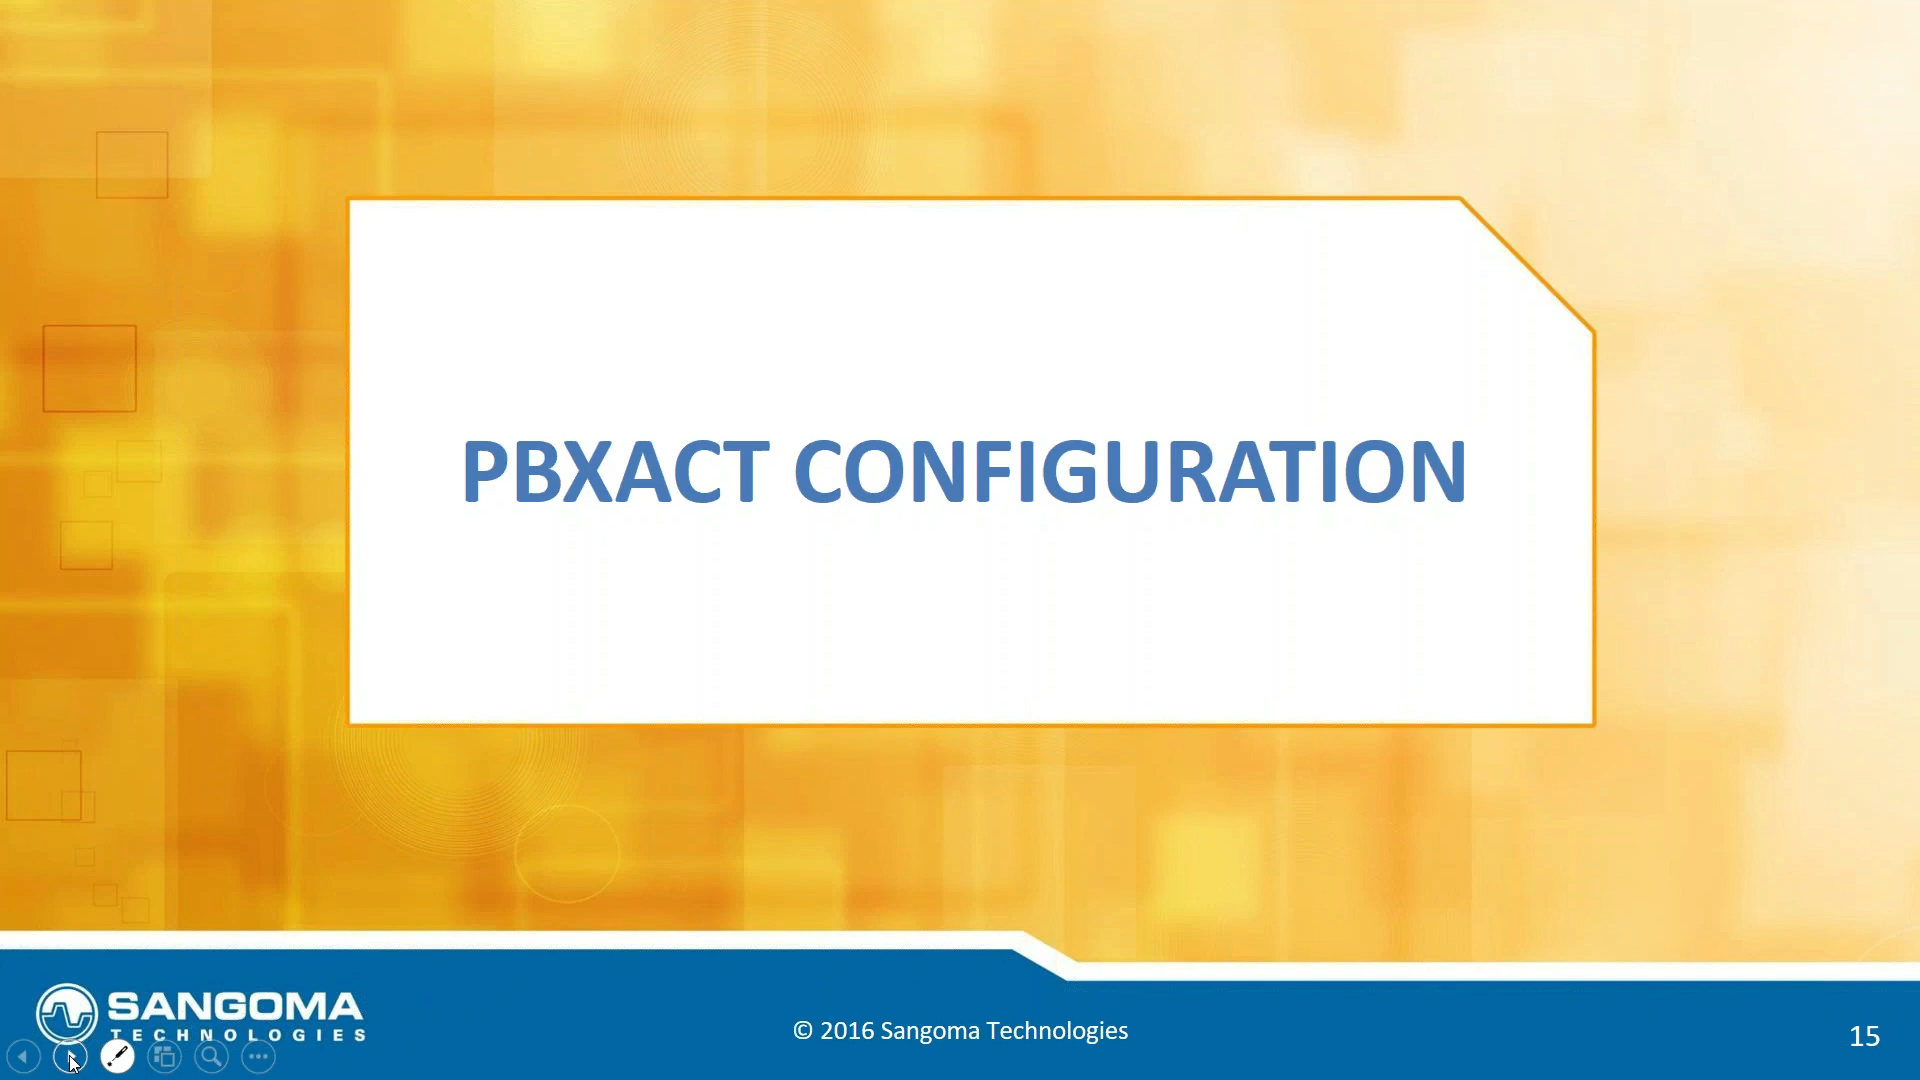 PBXACT CONFIGURATION
SANGOMA
TECHNOLOGIES
© 2016 Sangoma Technologies
15